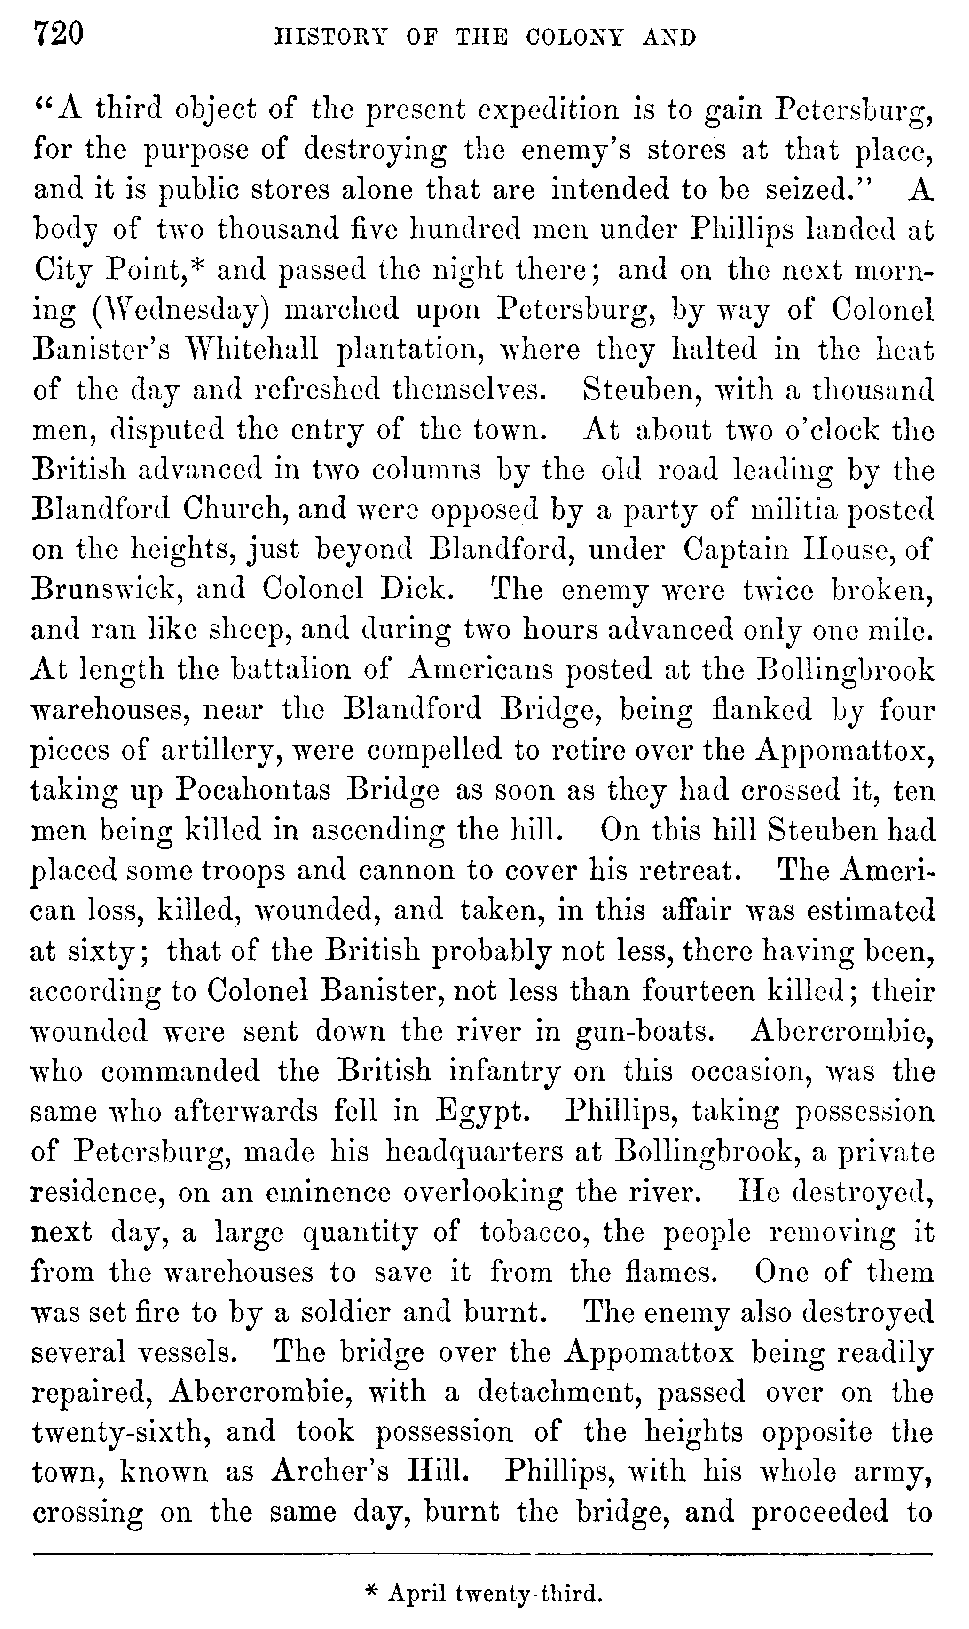 720 HISTORY OF THE COLONY AND
“A third object of the present expedition is to gain Petersburg,
for the purpose of destroying the enemy’s stores at that place,
and it is public stores alone that are intended to be seized.” A
body of two thousand five hundred men under Phillips landed at
City Point,* and passed the night there; and on the next morn-
ing (Wednesday) marched upon Petersburg, by way of Colonel
Banister’s Whitehall plantation, where they halted in the heat
of the day and refreshed themselves. Steuben, with a thousand
men, disputed the entry of the town. At about two o’clock the
British advanced in two columns by the old road leading by the
Blandford Church, and were opposed by a party of militia posted
on the heights, just beyond Blandford, under Captain House, of
Brunswick, and Colonel Dick. The enemy were twice broken,
and ran like sheep, and during two hours advanced only one mile.
At length the battalion of Americans posted at the Bollingbrook
warehouses, near the Blandford Bridge, being flanked by four
pieces of artillery, were compelled to retire over the Appomattox,
taking up Pocahontas Bridge as soon as they had crossed it, ten
men being killed in ascending the hill. On this hill Steuben had
placed some troops and cannon to cover his retreat. The Ameri-
can loss, killed, wounded, and taken, in this affair was estimated
at sixty; that of the British probably not less, there having been,
according to Colonel Banister, not less than fourteen killed; their
wounded were sent down the river in gun-boats. Abercrombie,
who commanded the British infantry on this occasion, was the
same who afterwards fell in Egypt. Phillips, taking possession
of Petersburg, made his headquarters at Bollingbrook, a private
residence, on an eminence overlooking the river. He destroyed,
next day, a large quantity of tobacco, the people removing it
from the warehouses to save it from the flames. One of them
was set fire to by a soldier and burnt. The enemy also destroyed
several vessels. The bridge over the Appomattox being readily
repaired, Abercrombie, with a detachment, passed over on the
twenty-sixth, and took possession of the heights opposite the
town, known as Archer’s Hill. Phillips, with his whole army,
crossing on the same day, burnt the bridge, and proceeded to
* April twenty-third.